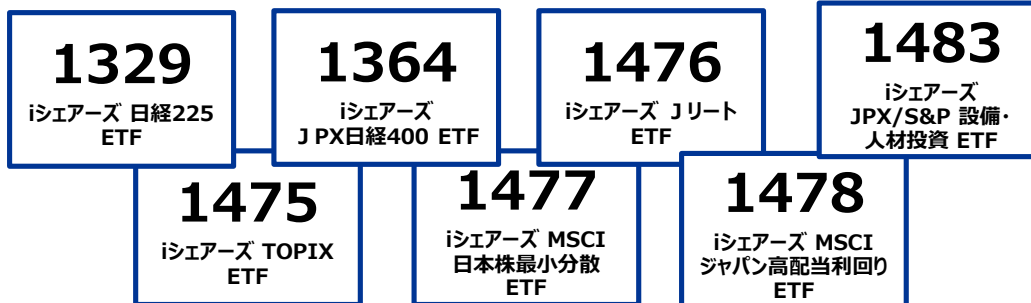 1329
iシェアーズ 日経225
ETF
1364
iシェアーズ
JPX日経400 ETF
1476
iシェアーズ Jリート
ETF
1483
iシェアーズ
JPX/S&P 設備・
人材投資 ETF
1475
iシェアーズ TOPIX
ETF
1477
iシェアーズ MSCI
日本株最小分散
ETF
1478
iシェアーズ MSCI
ジャパン高配当利回り
ETF